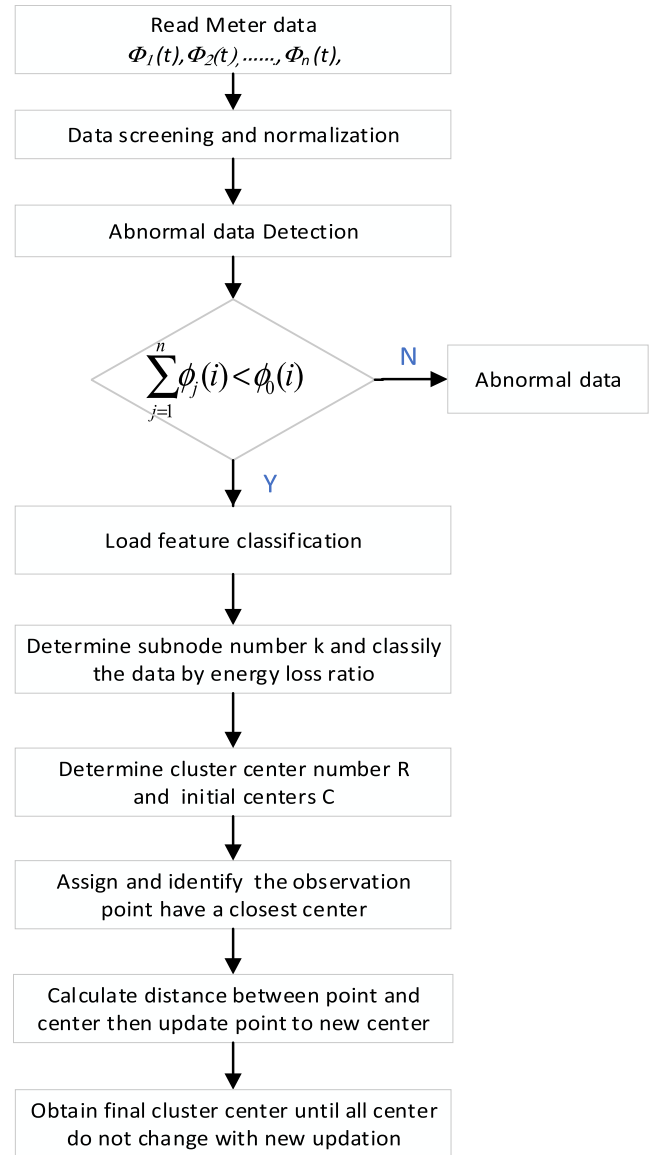 Read Meter data
Φ₁(t),Φ₂(t),……,Φₙ(t),
Data screening and normalization
Abnormal data Detection
n
∑ϕⱼ(i)<ϕ₀(i)
j=1
N
Abnormal data
Y
Load feature classification
Determine subnode number k and classily
the data by energy loss ratio
Determine cluster center number R
and initial centers C
Assign and identify the observation
point have a closest center
Calculate distance between point and
center then update point to new center
Obtain final cluster center until all center
do not change with new updation